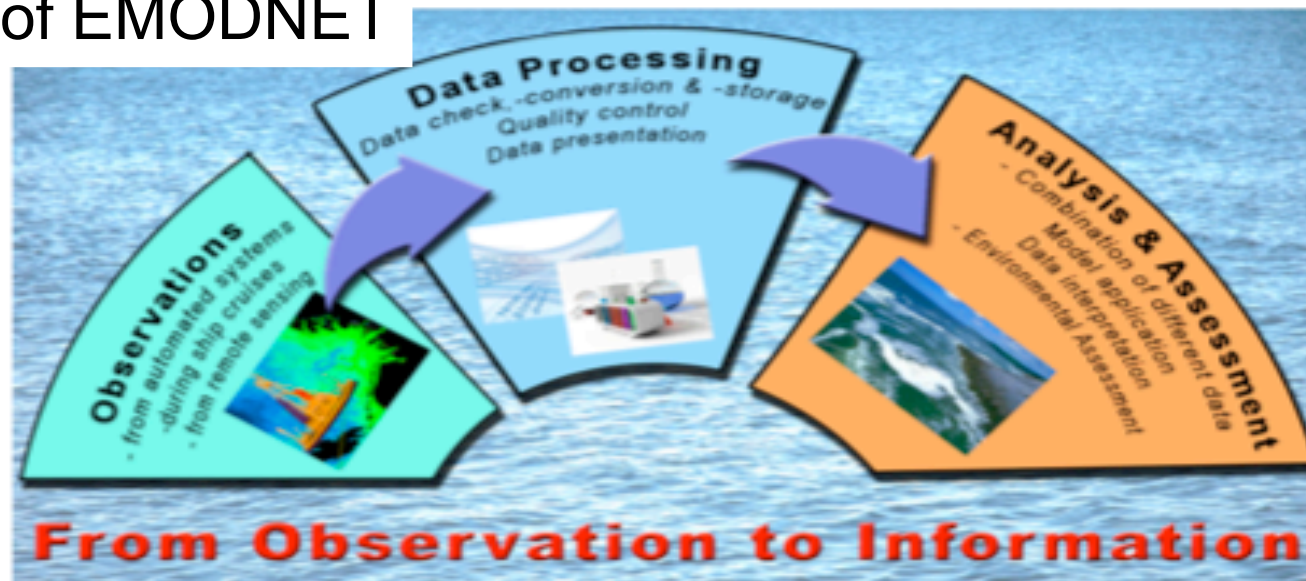 of EMODNET
Observations
- from automated systems
-during ship cruises
- from remote sensing
Data Processing
Data check,-conversion & -storage
Quality control
Data presentation
Analysis & Assessment
- Combination of different data
Model application
Data interpretation
- Environmental Assessment
From Observation to Information